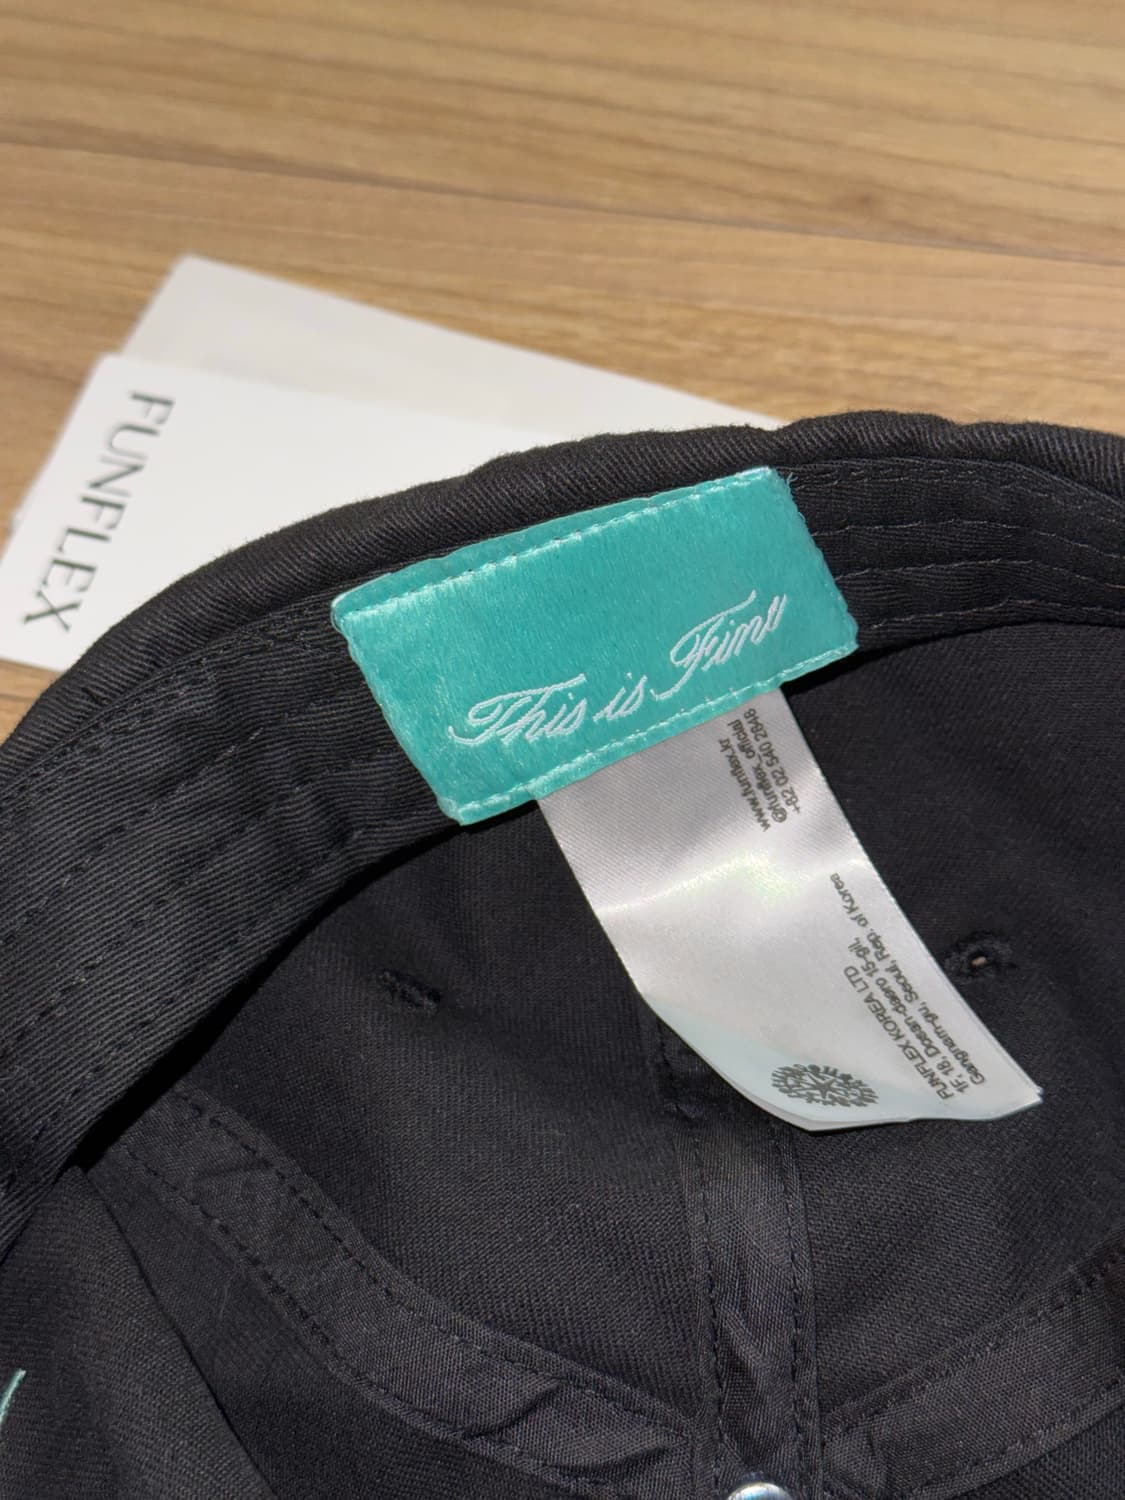 FUNFLEX
This is Funv
www.funflex.kr
@funflex_official
+82 02 540 2848
FUNFLEX KOREA LTD
1F, 18, Dosan-daero 15-gil,
Gangnam-gu, Seoul, Rep. of Korea